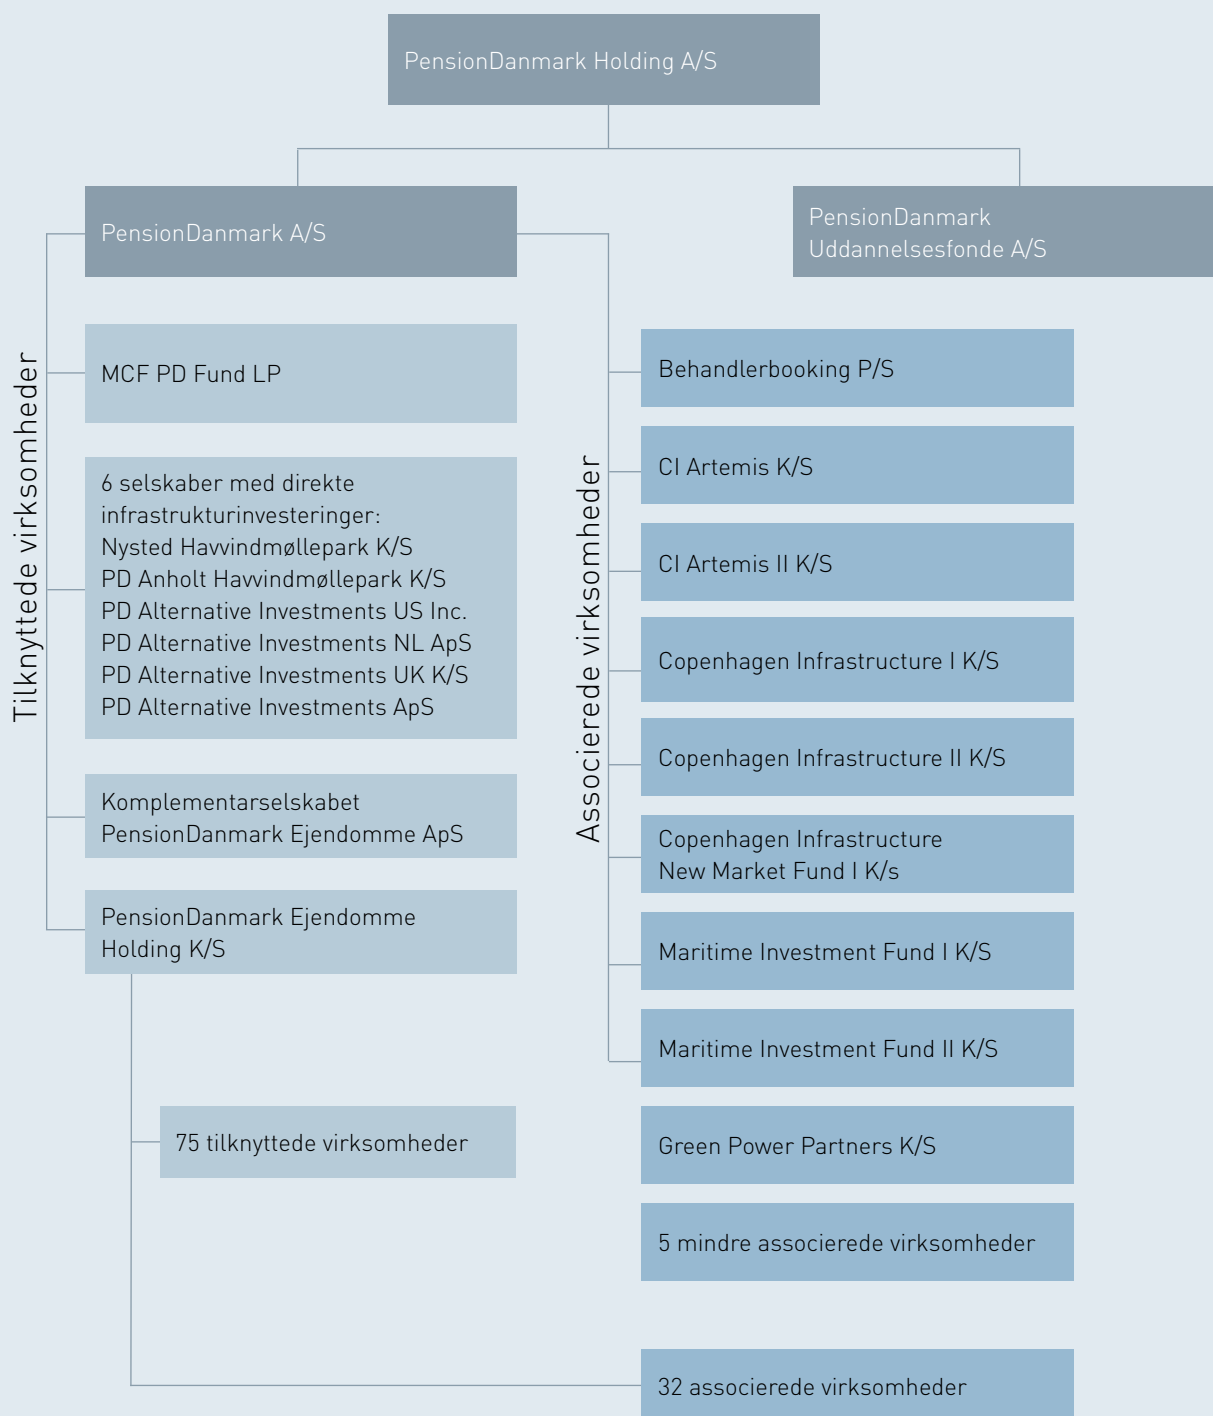 PensionDanmark Holding A/S
PensionDanmark A/S
PensionDanmark
Uddannelsesfonde A/S
Tilknyttede virksomheder
MCF PD Fund LP
6 selskaber med direkte
infrastrukturinvesteringer:
Nysted Havvindmøllepark K/S
PD Anholt Havvindmøllepark K/S
PD Alternative Investments US Inc.
PD Alternative Investments NL ApS
PD Alternative Investments UK K/S
PD Alternative Investments ApS
Komplementarselskabet
PensionDanmark Ejendomme ApS
PensionDanmark Ejendomme
Holding K/S
75 tilknyttede virksomheder
Associerede virksomheder
Behandlerbooking P/S
CI Artemis K/S
CI Artemis II K/S
Copenhagen Infrastructure I K/S
Copenhagen Infrastructure II K/S
Copenhagen Infrastructure
New Market Fund I K/s
Maritime Investment Fund I K/S
Maritime Investment Fund II K/S
Green Power Partners K/S
5 mindre associerede virksomheder
32 associerede virksomheder